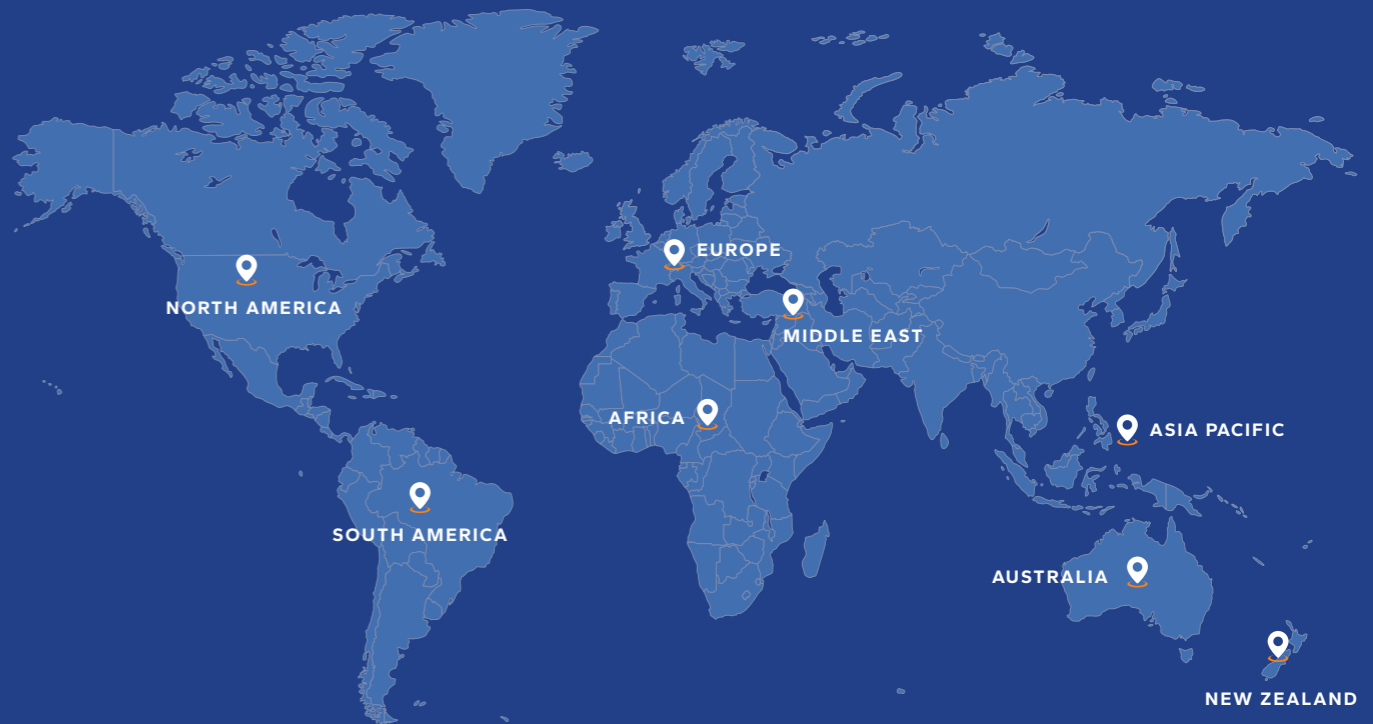 EUROPE
NORTH AMERICA
MIDDLE EAST
AFRICA
ASIA PACIFIC
SOUTH AMERICA
AUSTRALIA
NEW ZEALAND